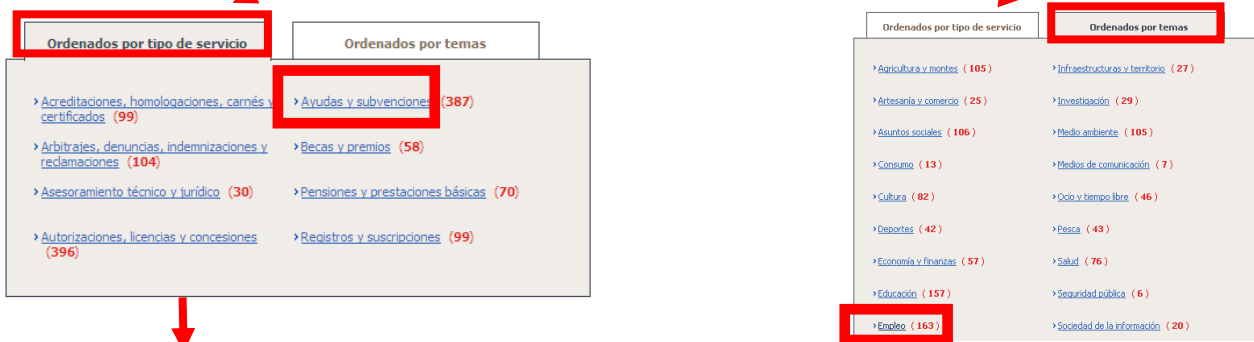 Ordenados por tipo de servicio
Ordenados por temas
Acreditaciones, homologaciones, carnés y
certificados (99)
Arbitrajes, denuncias, indemnizaciones y
reclamaciones (104)
Asesoramiento técnico y jurídico (30)
Autorizaciones, licencias y concesiones
(396)
Ayudas y subvenciones (387)
Becas y premios (58)
Pensiones y prestaciones básicas (70)
Registros y suscripciones (99)
Ordenados por tipo de servicio
Ordenados por temas
Agricultura y montes (105)
Artesanía y comercio (25)
Asuntos sociales (106)
Consumo (13)
Cultura (82)
Deportes (42)
Economía y finanzas (57)
Educación (157)
Empleo (163)
Infraestructuras y territorio (27)
Investigación (29)
Medio ambiente (105)
Medios de comunicación (7)
Ocio y tiempo libre (46)
Pesca (43)
Salud (76)
Seguridad pública (6)
Sociedad de la información (20)